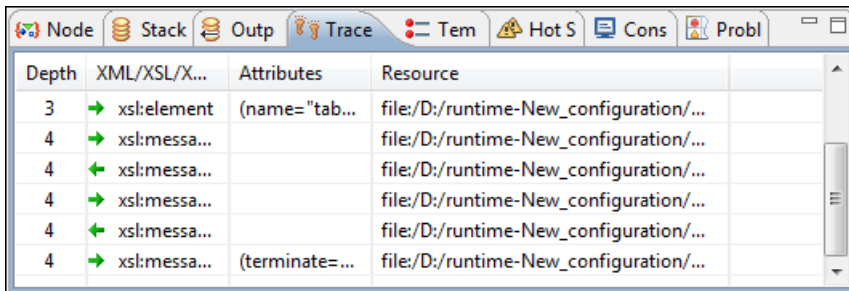 Node Stack Outp Trace Tem Hot S Cons Probl
Depth XML/XSL/X... Attributes Resource
3 xsl:element (name="tab... file:/D:/runtime-New_configuration/...
4 xsl:messa... file:/D:/runtime-New_configuration/...
4 xsl:messa... file:/D:/runtime-New_configuration/...
4 xsl:messa... file:/D:/runtime-New_configuration/...
4 xsl:messa... file:/D:/runtime-New_configuration/...
4 xsl:messa... (terminate=... file:/D:/runtime-New_configuration/...